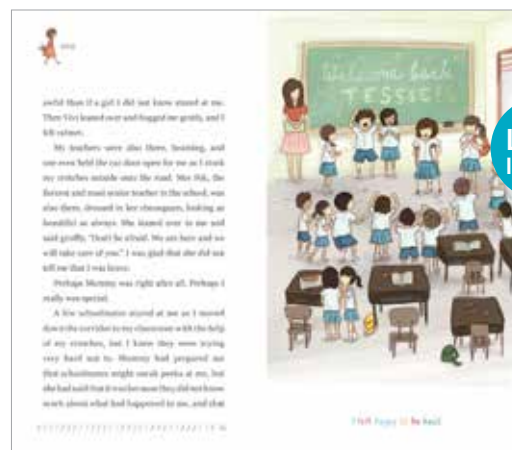 awful than if a girl I did not know stared at me.
Then Vivi leaned over and hugged me gently, and I
felt calmer.
My teachers were also there, beaming, and
one even held the car door open for me as I stuck
my crutches outside onto the road. Mrs
fiercest and most senior teacher in the school, was
also there, dressed in her cheongsam, looking as
beautiful as always. She leaned over to me and
said gruffly, "Don't be afraid. We are here and we
will take care of you." I was glad that she did not
tell me that I was brave.
Perhaps Mummy was right after all. Perhaps I
really was special.
A few schoolmates stared at me as I moved
down the corridor to my classroom with the help
of my crutches, but I knew they were trying
very hard not to. Mummy had prepared me
that schoolmates might sneak peeks at me, but
she had said that it was because they did not know
much about what had happened to me, and that
Welcome back
TESSIE!
I felt happy to be back